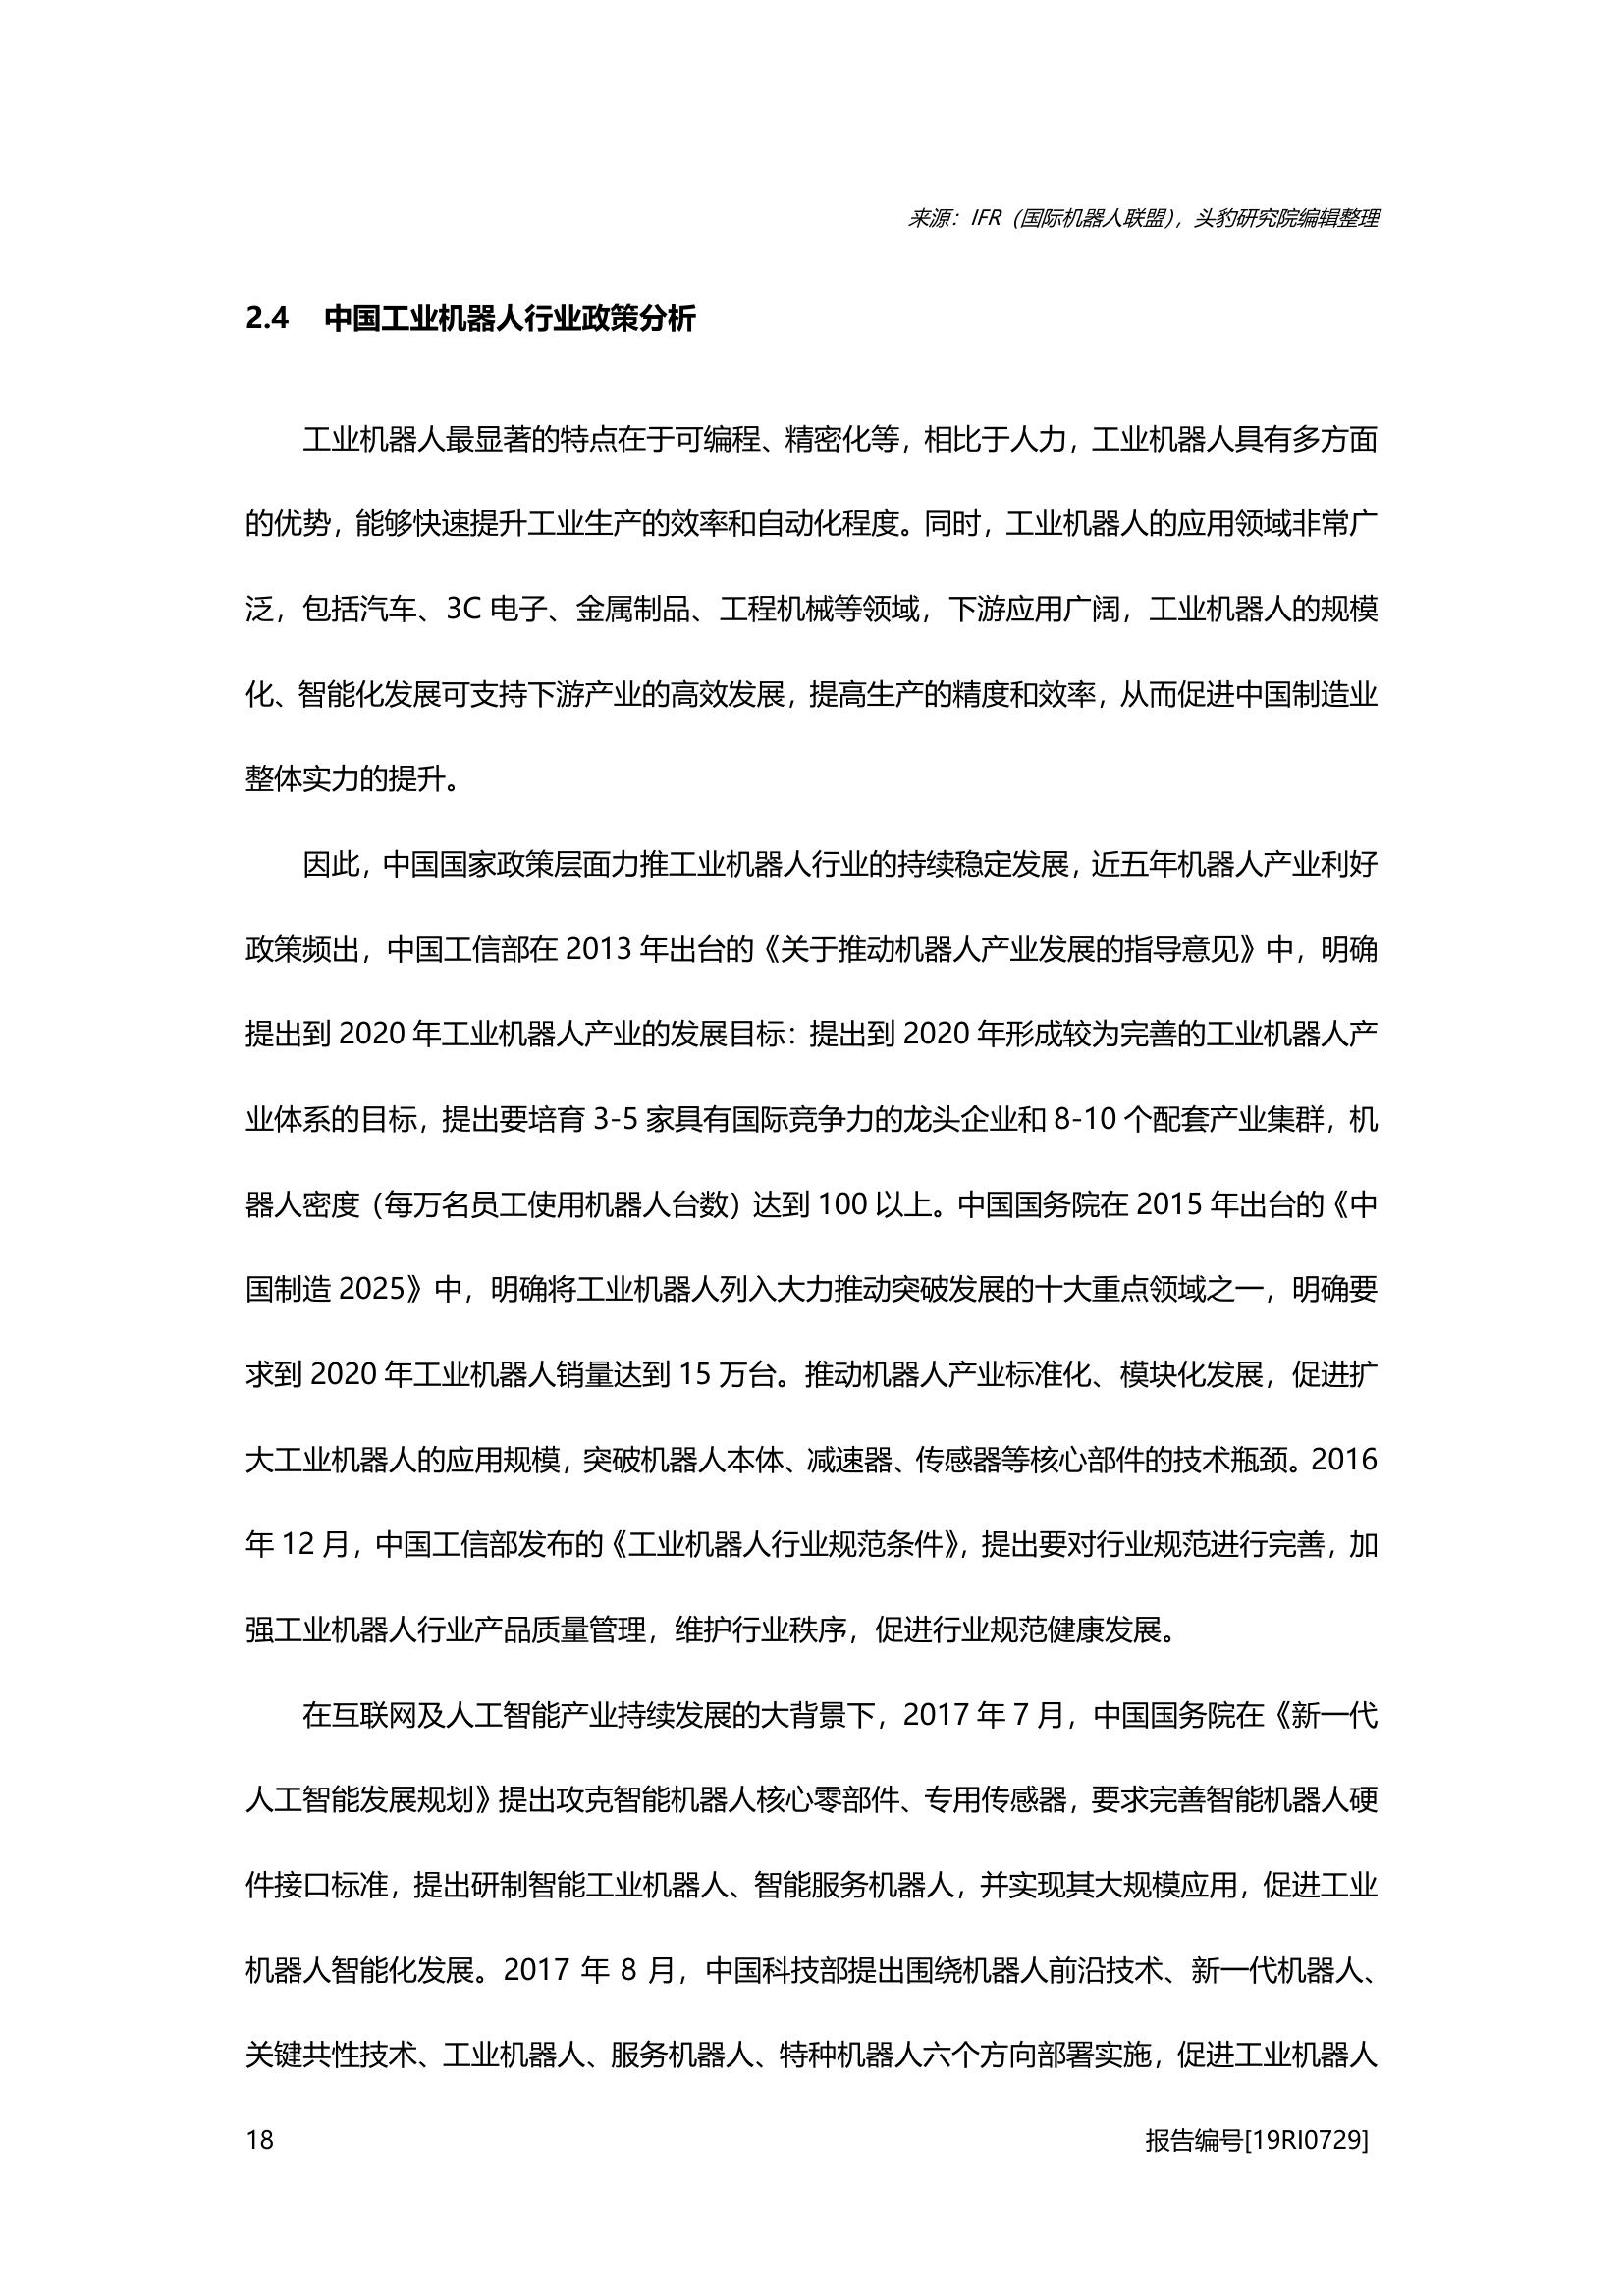 来源：IFR（国际机器人联盟），头豹研究院编辑整理
2.4 中国工业机器人行业政策分析
工业机器人最显著的特点在于可编程、精密化等，相比于人力，工业机器人具有多方面
的优势，能够快速提升工业生产的效率和自动化程度。同时，工业机器人的应用领域非常广
泛，包括汽车、3C 电子、金属制品、工程机械等领域，下游应用广阔，工业机器人的规模
化、智能化发展可支持下游产业的高效发展，提高生产的精度和效率，从而促进中国制造业
整体实力的提升。
因此，中国国家政策层面力推工业机器人行业的持续稳定发展，近五年机器人产业利好
政策频出，中国工信部在 2013 年出台的《关于推动机器人产业发展的指导意见》中，明确
提出到 2020 年工业机器人产业的发展目标：提出到 2020 年形成较为完善的工业机器人产
业体系的目标，提出要培育 3-5 家具有国际竞争力的龙头企业和 8-10 个配套产业集群，机
器人密度（每万名员工使用机器人台数）达到 100 以上。中国国务院在 2015 年出台的《中
国制造 2025》中，明确将工业机器人列入大力推动突破发展的十大重点领域之一，明确要
求到 2020 年工业机器人销量达到 15 万台。推动机器人产业标准化、模块化发展，促进扩
大工业机器人的应用规模，突破机器人本体、减速器、传感器等核心部件的技术瓶颈。2016
年 12 月，中国工信部发布的《工业机器人行业规范条件》，提出要对行业规范进行完善，加
强工业机器人行业产品质量管理，维护行业秩序，促进行业规范健康发展。
在互联网及人工智能产业持续发展的大背景下，2017 年 7 月，中国国务院在《新一代
人工智能发展规划》提出攻克智能机器人核心零部件、专用传感器，要求完善智能机器人硬
件接口标准，提出研制智能工业机器人、智能服务机器人，并实现其大规模应用，促进工业
机器人智能化发展。2017 年 8 月，中国科技部提出围绕机器人前沿技术、新一代机器人、
关键共性技术、工业机器人、服务机器人、特种机器人六个方向部署实施，促进工业机器人
18 报告编号[19RI0729]